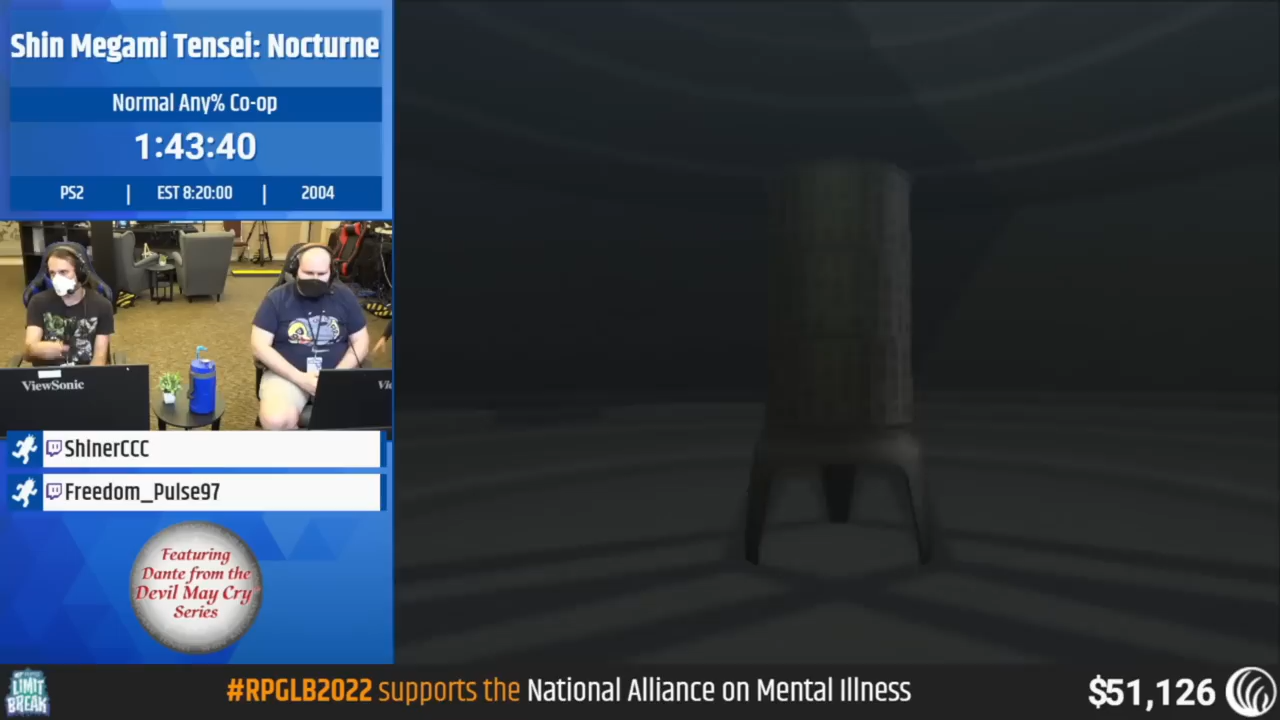 Shin Megami Tensei: Nocturne
Normal Any% Co-op
1:43:40
PS2 | EST 8:20:00 | 2004
ViewSonic
ShInerCCC
Freedom_Pulse97
Featuring
Dante from the
Devil May Cry
Series
LIMIT
BREAK
#RPGLB2022 supports the National Alliance on Mental Illness
$51,126